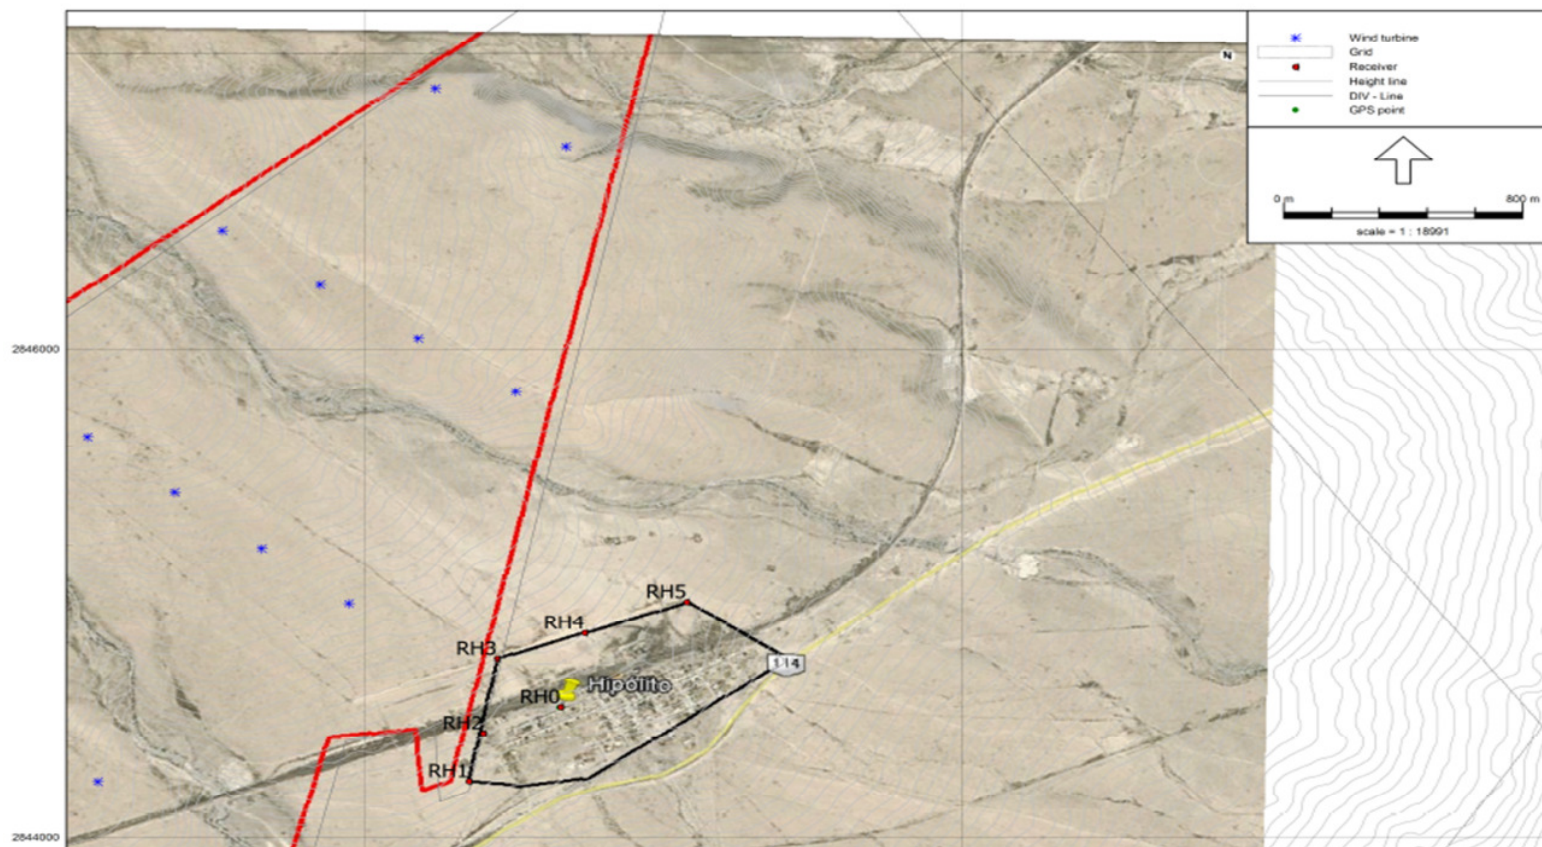 Wind turbine
Grid
Receiver
Height line
DIV - Line
GPS point
N
0 m 800 m
scale = 1 : 18991
2846000
RH5
RH4
RH3
114
Hipólito
RH0
RH2
RH1
2844000